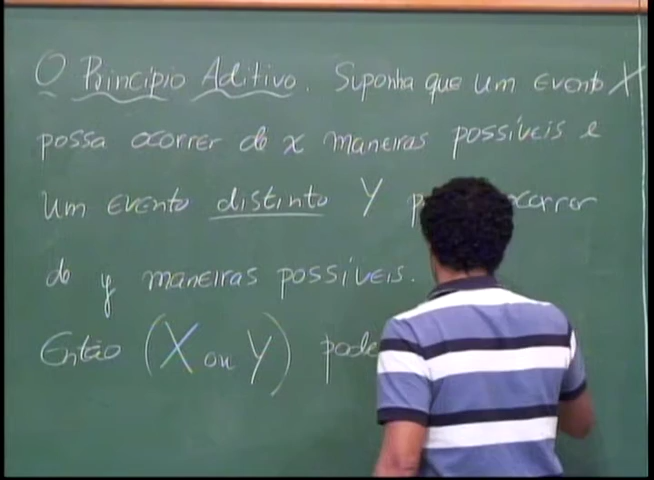 O Princípio Aditivo. Suponha que um evento X
possa ocorrer de x maneiras possíveis e
um evento distinto Y
de y maneiras possíveis.
Então (X ou Y) pode